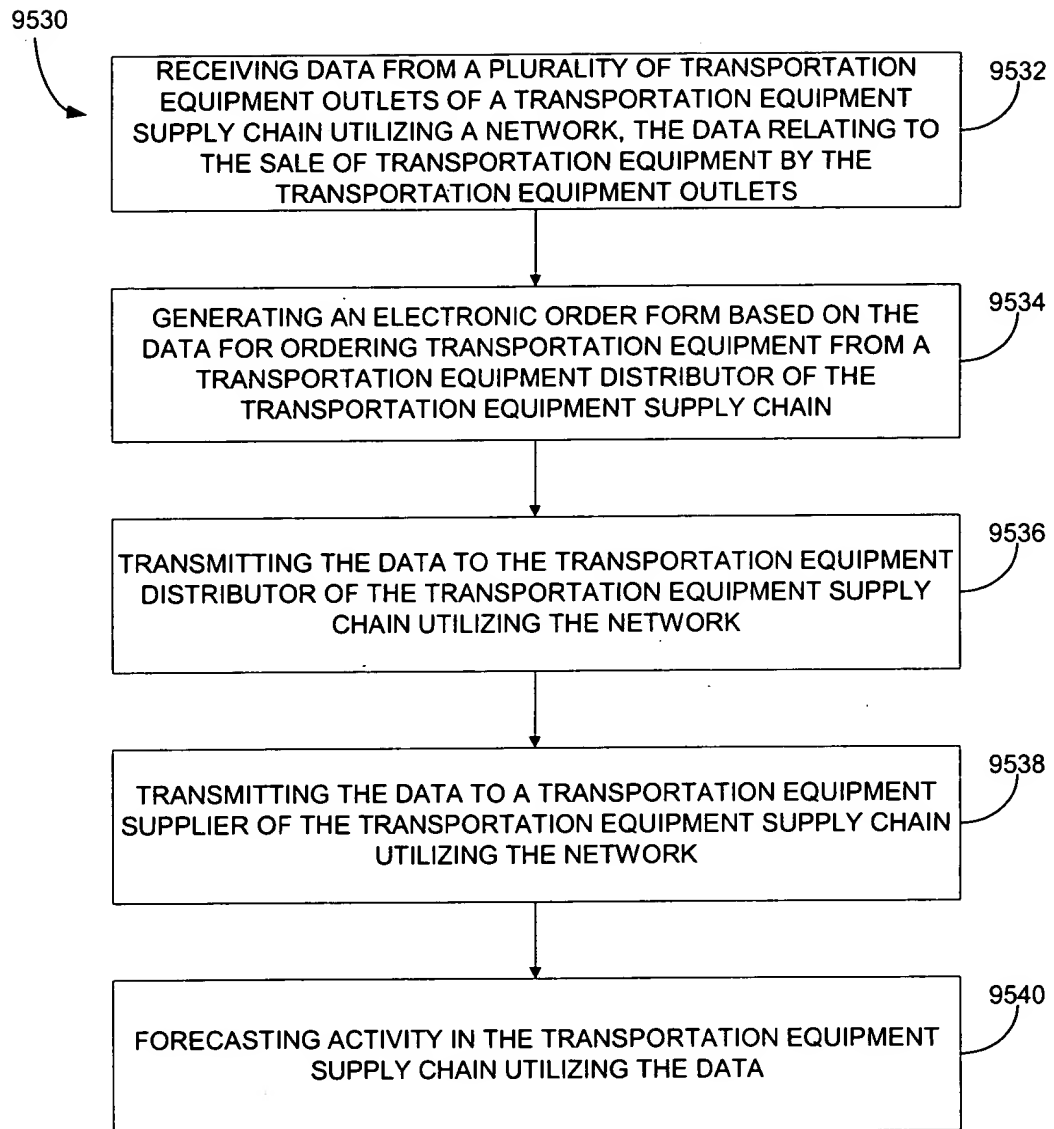 9530
RECEIVING DATA FROM A PLURALITY OF TRANSPORTATION
EQUIPMENT OUTLETS OF A TRANSPORTATION EQUIPMENT
SUPPLY CHAIN UTILIZING A NETWORK, THE DATA RELATING TO
THE SALE OF TRANSPORTATION EQUIPMENT BY THE
TRANSPORTATION EQUIPMENT OUTLETS
9532
GENERATING AN ELECTRONIC ORDER FORM BASED ON THE
DATA FOR ORDERING TRANSPORTATION EQUIPMENT FROM A
TRANSPORTATION EQUIPMENT DISTRIBUTOR OF THE
TRANSPORTATION EQUIPMENT SUPPLY CHAIN
9534
TRANSMITTING THE DATA TO THE TRANSPORTATION EQUIPMENT
DISTRIBUTOR OF THE TRANSPORTATION EQUIPMENT SUPPLY
CHAIN UTILIZING THE NETWORK
9536
TRANSMITTING THE DATA TO A TRANSPORTATION EQUIPMENT
SUPPLIER OF THE TRANSPORTATION EQUIPMENT SUPPLY CHAIN
UTILIZING THE NETWORK
9538
FORECASTING ACTIVITY IN THE TRANSPORTATION EQUIPMENT
SUPPLY CHAIN UTILIZING THE DATA
9540